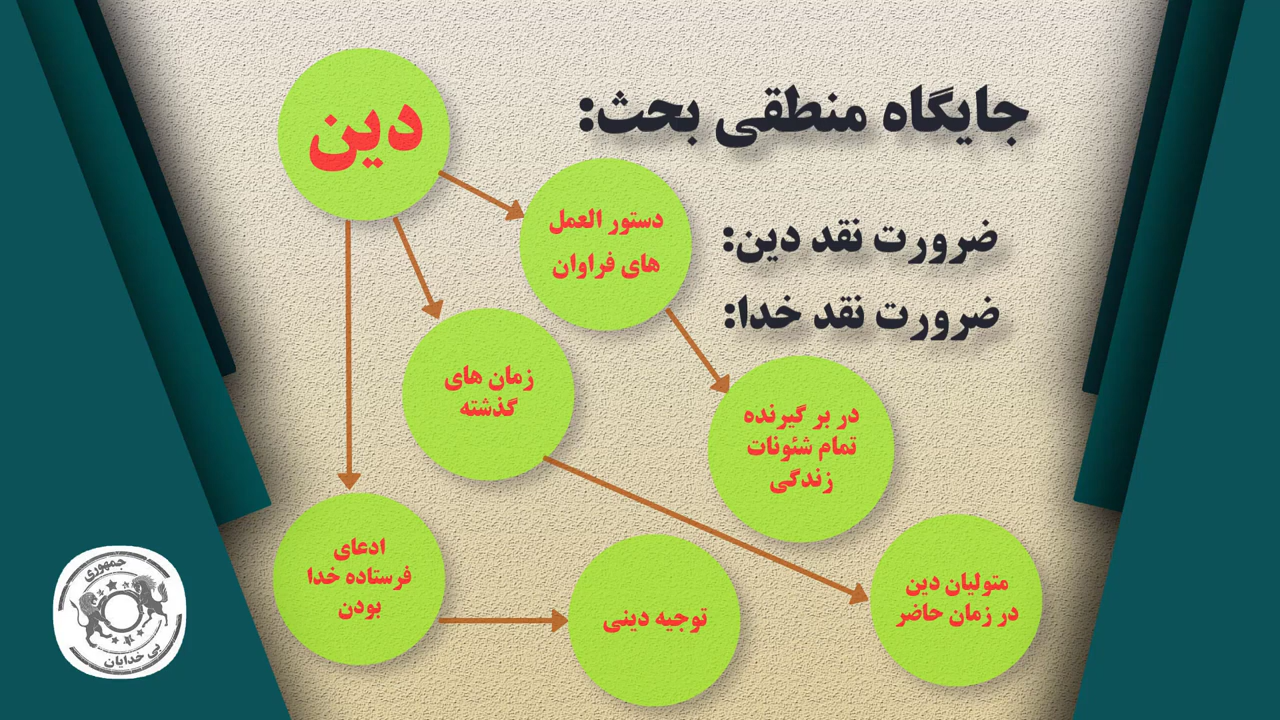 جایگاه منطقی بحث:
ضرورت نقد دین:
ضرورت نقد خدا:
دین
دستور العمل
های فراوان
در بر گیرنده
تمام شئونات
زندگی
زمان های
گذشته
متولیان دین
در زمان حاضر
ادعای
فرستاده خدا
بودن
توجیه دینی
جمهوری
بی خدایان